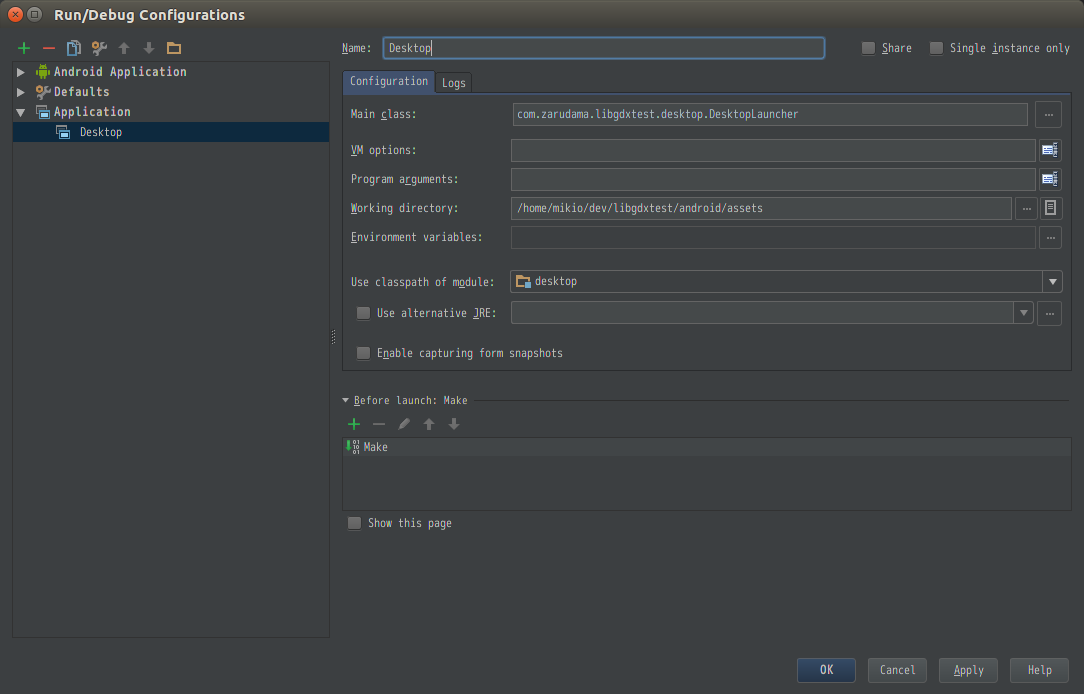 Run/Debug Configurations
Name: Desktop Share Single instance only
Android Application
Defaults
Application
Desktop
Configuration Logs
Main class: com.zarudama.libgdxtest.desktop.DesktopLauncher ...
VM options:
Program arguments:
Working directory: /home/mikio/dev/libgdxtest/android/assets ...
Environment variables: ...
Use classpath of module: desktop
Use alternative JRE: ...
Enable capturing form snapshots
Before launch: Make
Make
Show this page
OK Cancel Apply Help